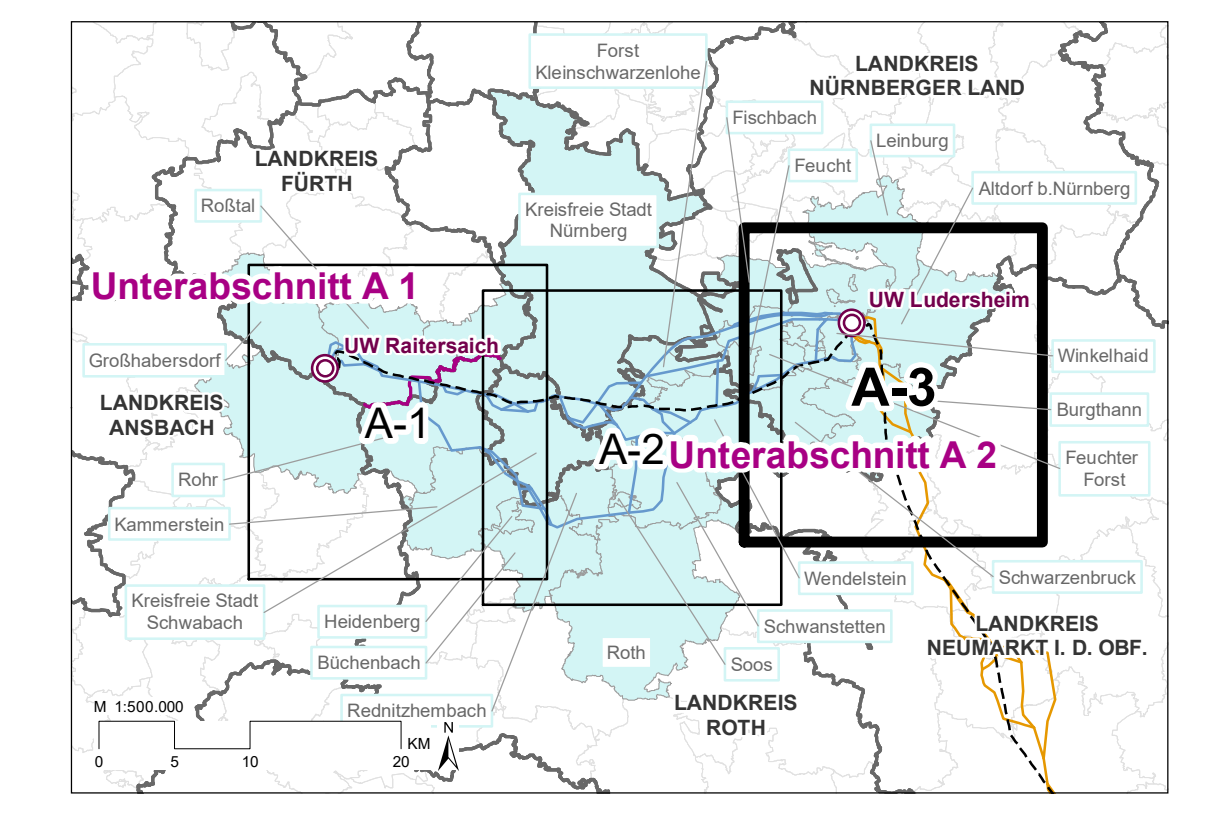 Forst
Kleinschwarzenlohe
LANDKREIS
NÜRNBERGER LAND
Fischbach
Leinburg
LANDKREIS
FÜRTH
Feucht
Altdorf b.Nürnberg
Roßtal
Kreisfreie Stadt
Nürnberg
Unterabschnitt A 1
UW Ludersheim
UW Raitersaich
Großhabersdorf
Winkelhaid
A-3
LANDKREIS
ANSBACH
Burgthann
A-1
A-2
Unterabschnitt A 2
Feuchter
Forst
Rohr
Kammerstein
Wendelstein
Schwarzenbruck
Kreisfreie Stadt
Schwabach
Heidenberg
Schwanstetten
LANDKREIS
NEUMARKT I. D. OBF.
Büchenbach
Roth
Soos
Rednitzhembach
LANDKREIS
ROTH
M 1:500.000
N
KM
0 5 10 20